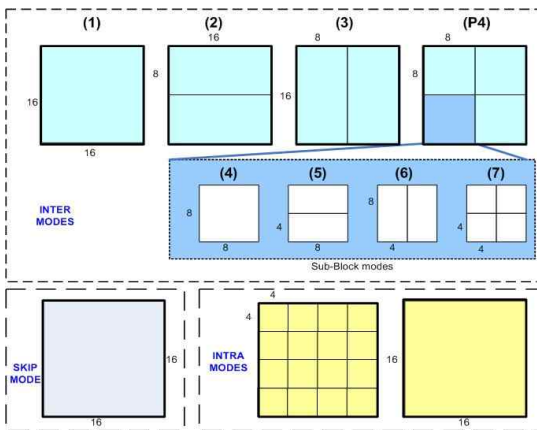 (1) (2) (3) (P4)
16 8 8
8 8
16 16
16
(4) (5) (6) (7)
8 8
4 4
8 8 4 4
INTER
MODES
Sub-Block modes
4
4
16 16
SKIP
MODE
INTRA
MODES
16 16